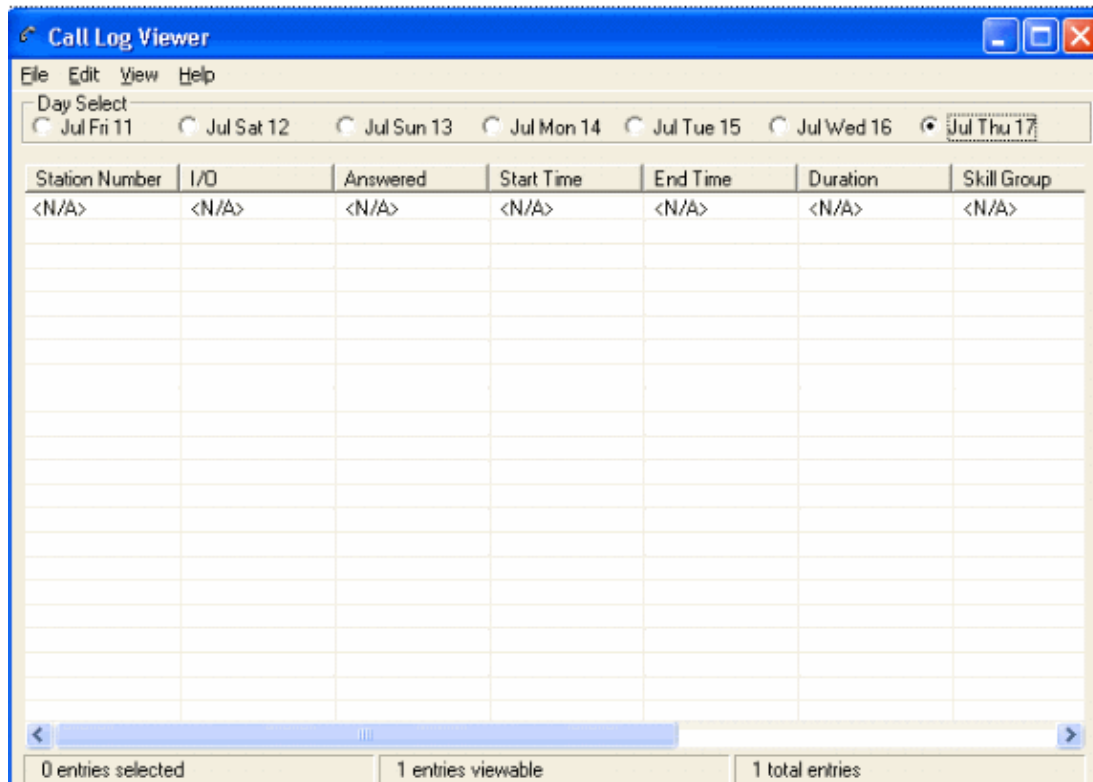 Call Log Viewer
File Edit View Help
Day Select
Jul Fri 11 Jul Sat 12 Jul Sun 13 Jul Mon 14 Jul Tue 15 Jul Wed 16 Jul Thu 17
Station Number I/O Answered Start Time End Time Duration Skill Group
<N/A> <N/A> <N/A> <N/A> <N/A> <N/A> <N/A>
0 entries selected 1 entries viewable 1 total entries